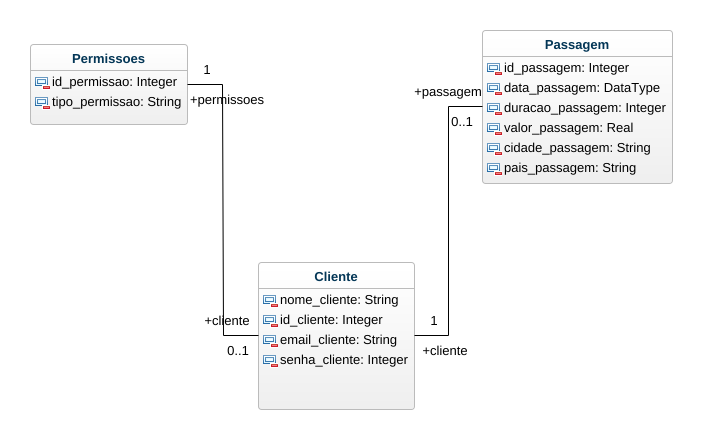 Permissoes
id_permissao: Integer
tipo_permissao: String
1
+permissoes
Passagem
id_passagem: Integer
data_passagem: DataType
duracao_passagem: Integer
valor_passagem: Real
cidade_passagem: String
pais_passagem: String
+passagem
0..1
Cliente
nome_cliente: String
id_cliente: Integer
email_cliente: String
senha_cliente: Integer
+cliente
0..1
1
+cliente